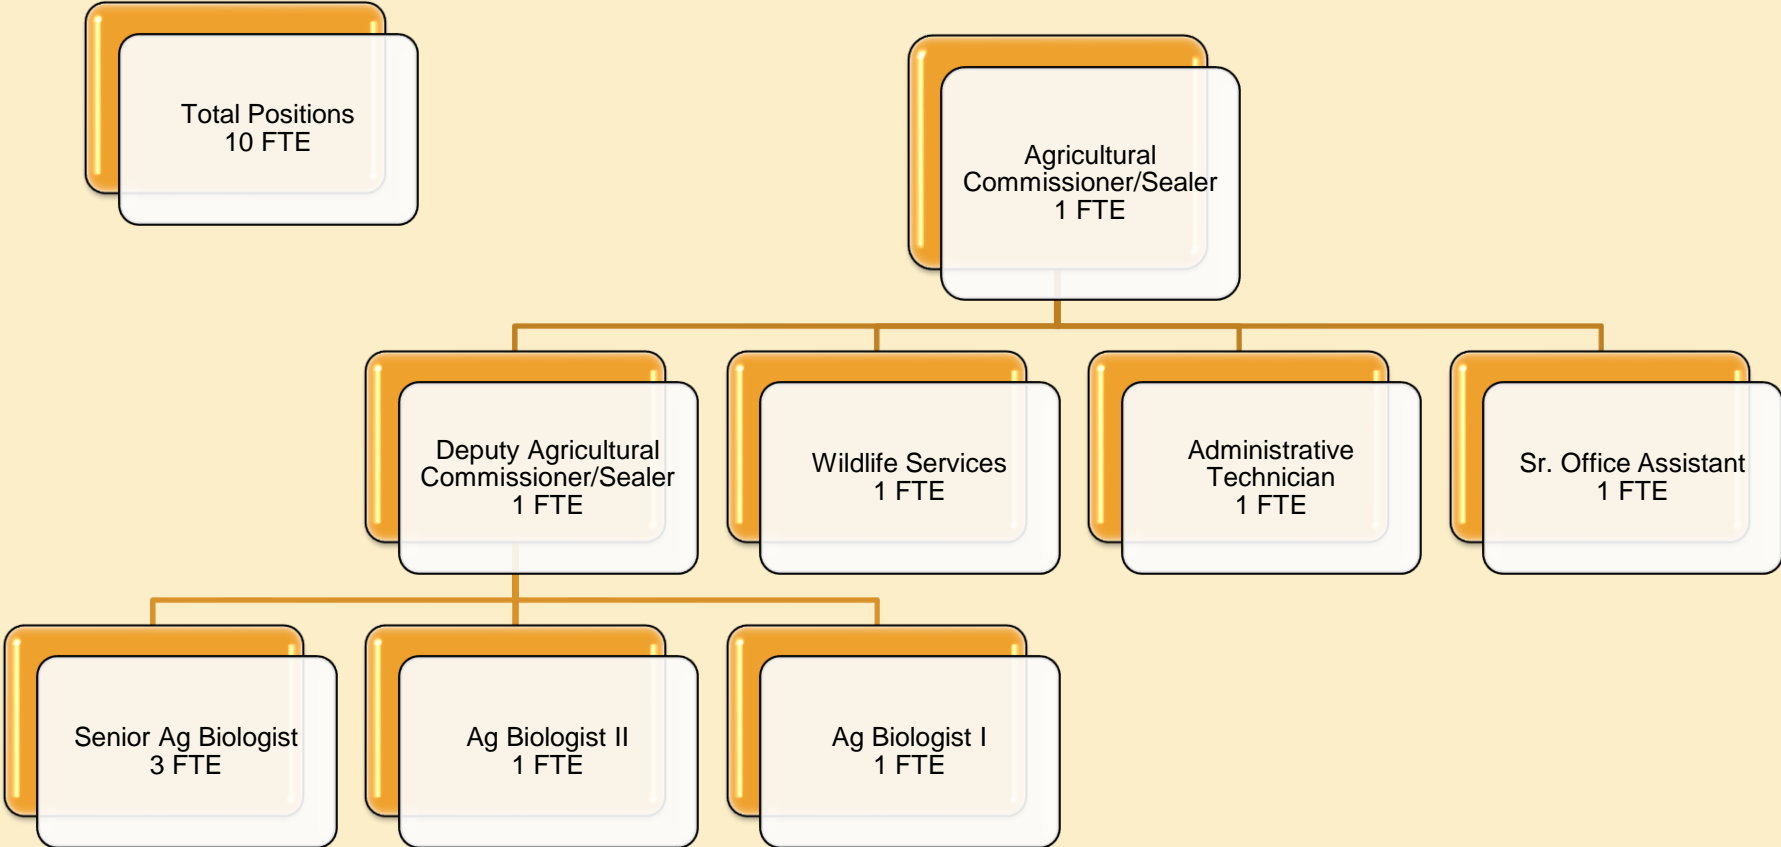 Total Positions
10 FTE
Agricultural
Commissioner/Sealer
1 FTE
Deputy Agricultural
Commissioner/Sealer
1 FTE
Wildlife Services
1 FTE
Administrative
Technician
1 FTE
Sr. Office Assistant
1 FTE
Senior Ag Biologist
3 FTE
Ag Biologist II
1 FTE
Ag Biologist I
1 FTE